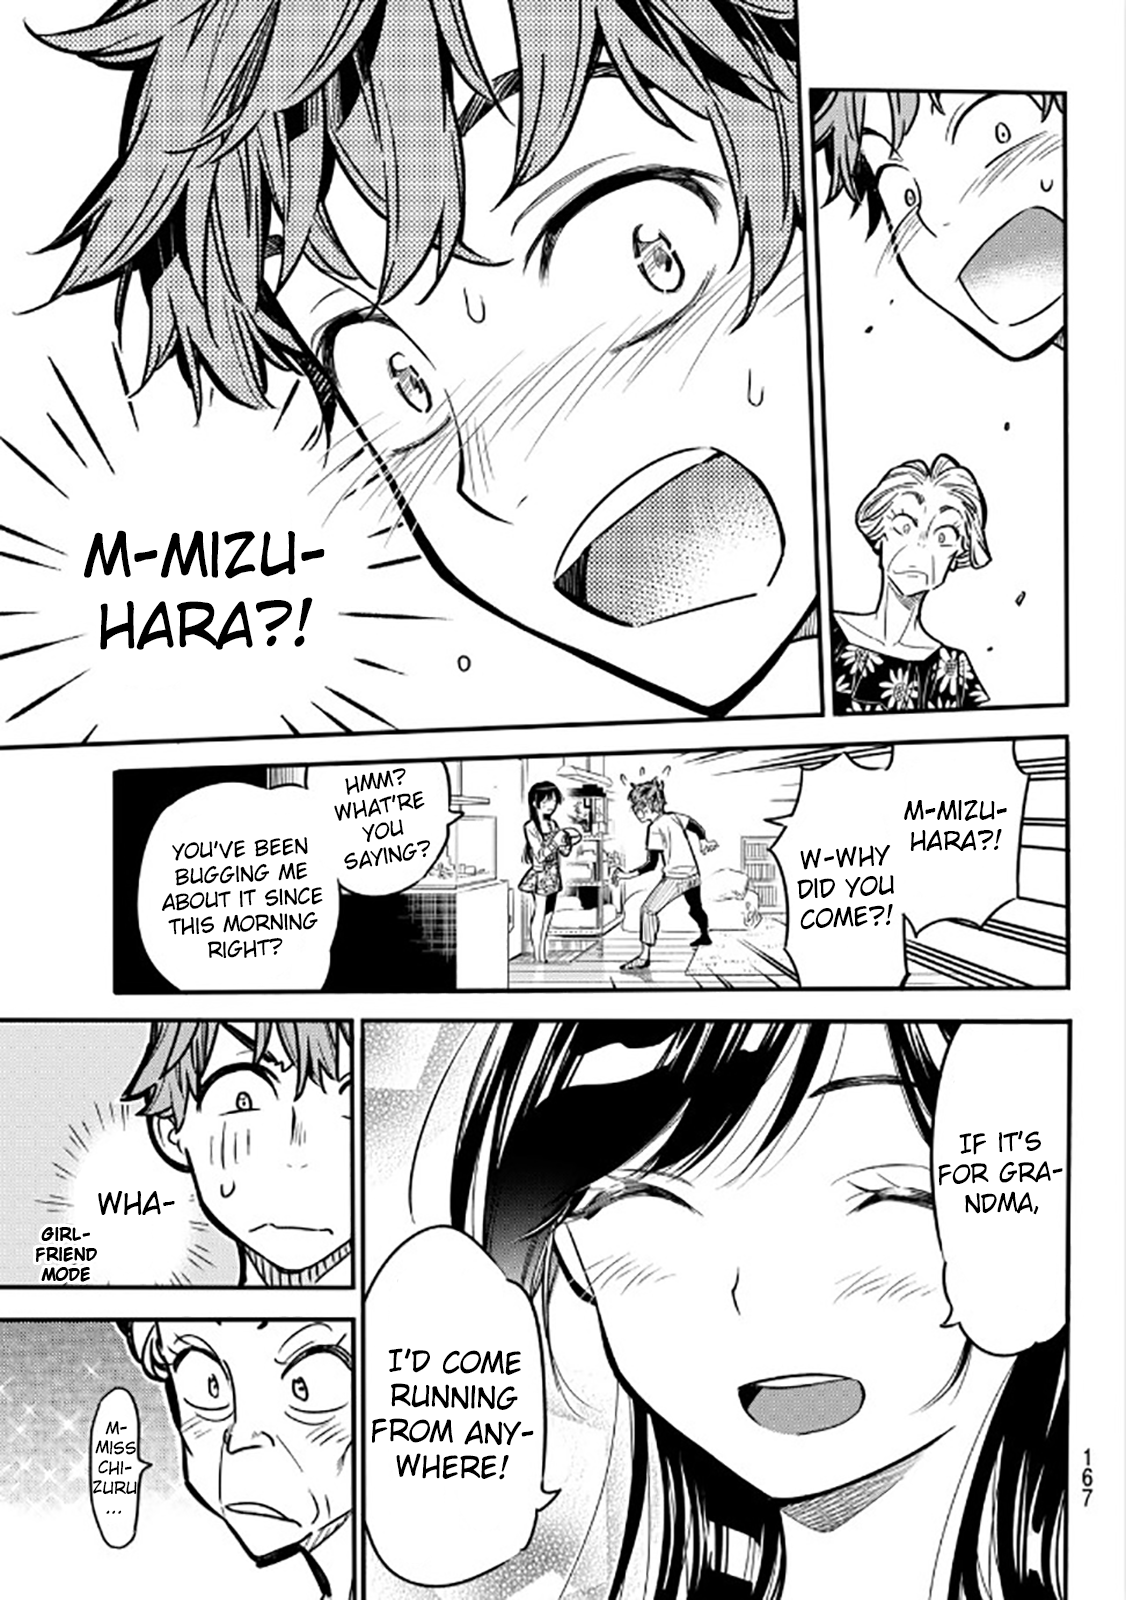 M-MIZU-
HARA?!
M-MIZU-
HARA?!
W-WHY
DID YOU
COME?!
HMM?
WHAT'RE
YOU
SAYING?
YOU'VE BEEN
BUGGING ME
ABOUT IT SINCE
THIS MORNING
RIGHT?
IF IT'S
FOR GRA-
NDMA,
I'D COME
RUNNING
FROM ANY-
WHERE!
WHA-
GIRL-
FRIEND
MODE
M-
MISS
CHI-
ZURU
...
167